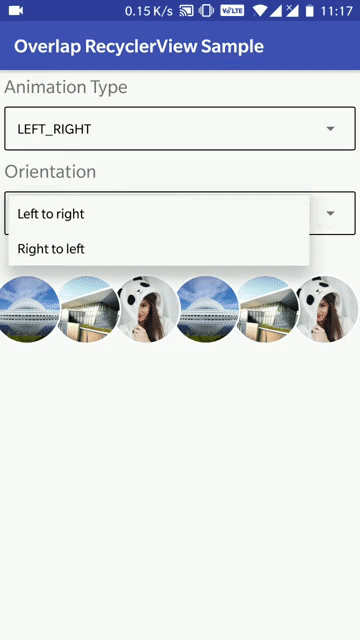 0.15 K/s VoLTE 11:17
Overlap RecyclerView Sample
Animation Type
LEFT_RIGHT
Orientation
Left to right
Right to left